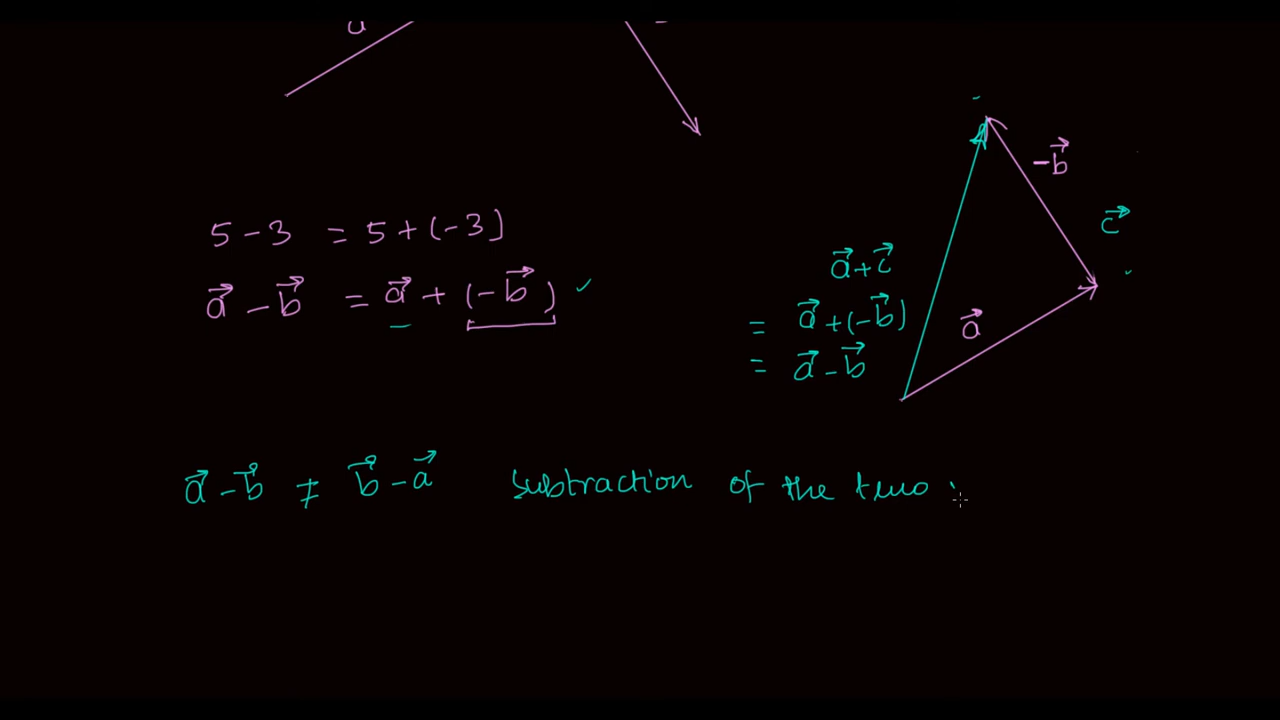 5 - 3 = 5 + (-3)
a⃗ - b⃗ = a⃗ + (-b⃗) ✓
-b⃗
c⃗
a⃗
a⃗ + c⃗
= a⃗ + (-b⃗)
= a⃗ - b⃗
a⃗ - b⃗ ≠ b⃗ - a⃗ subtraction of the two